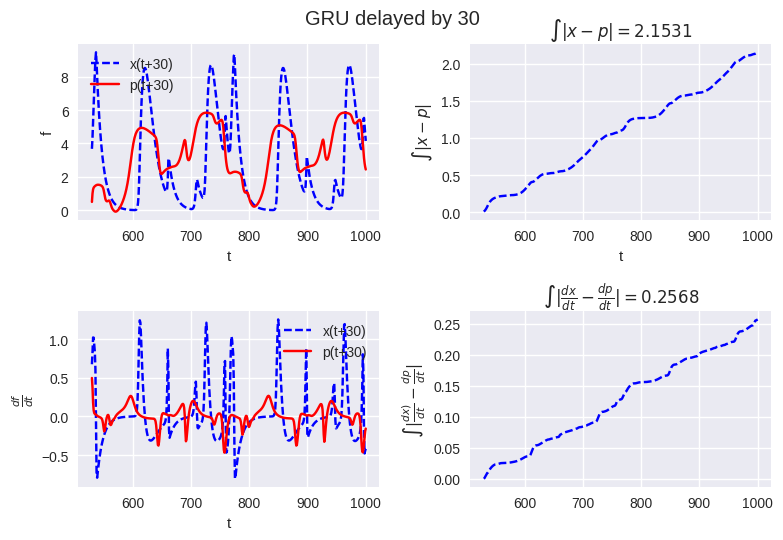 GRU delayed by 30
∫|x − p| = 2.1531
x(t+30)
p(t+30)
f
8
6
4
2
0
600 700 800 900 1000
t
∫|x − p|
2.0
1.5
1.0
0.5
0.0
600 700 800 900 1000
t
∫|dx/dt − dp/dt| = 0.2568
x(t+30)
p(t+30)
df/dt
1.0
0.5
0.0
−0.5
600 700 800 900 1000
t
∫|dx)/dt − dp/dt|
0.25
0.20
0.15
0.10
0.05
0.00
600 700 800 900 1000